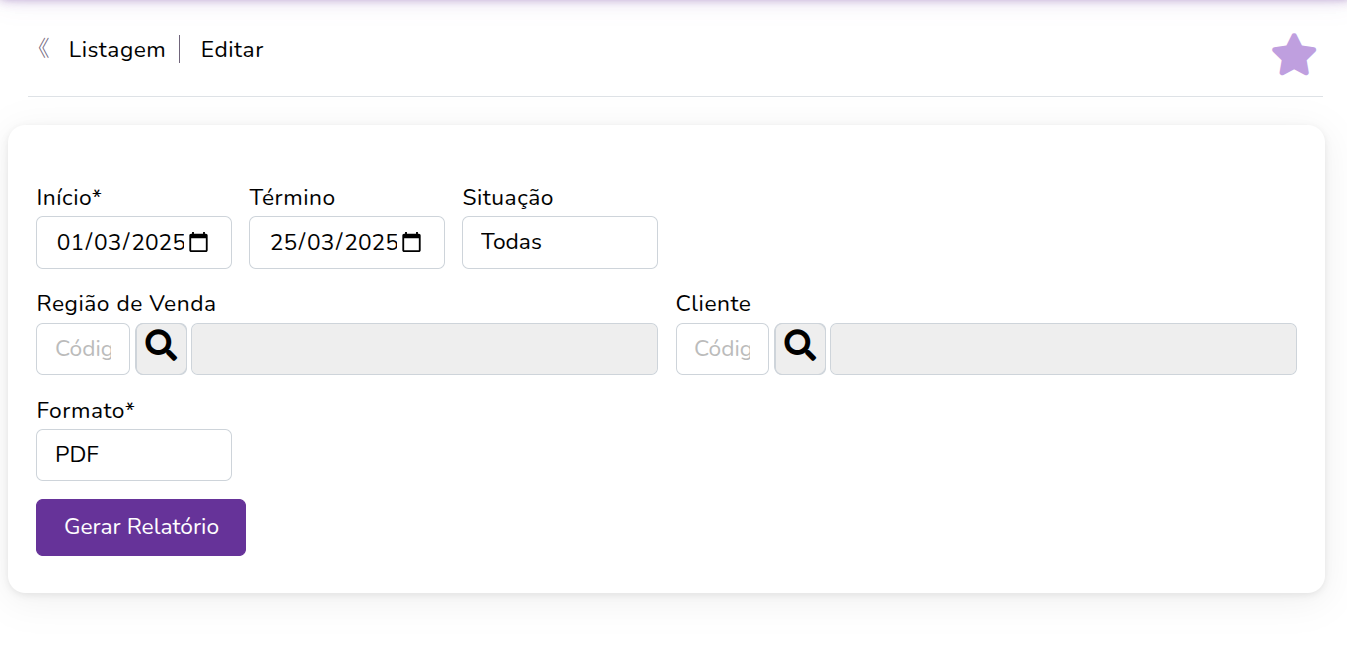 《 Listagem | Editar
Início* Término Situação
01/03/2025 25/03/2025 Todas
Região de Venda Cliente
Códig Códig
Formato*
PDF
Gerar Relatório